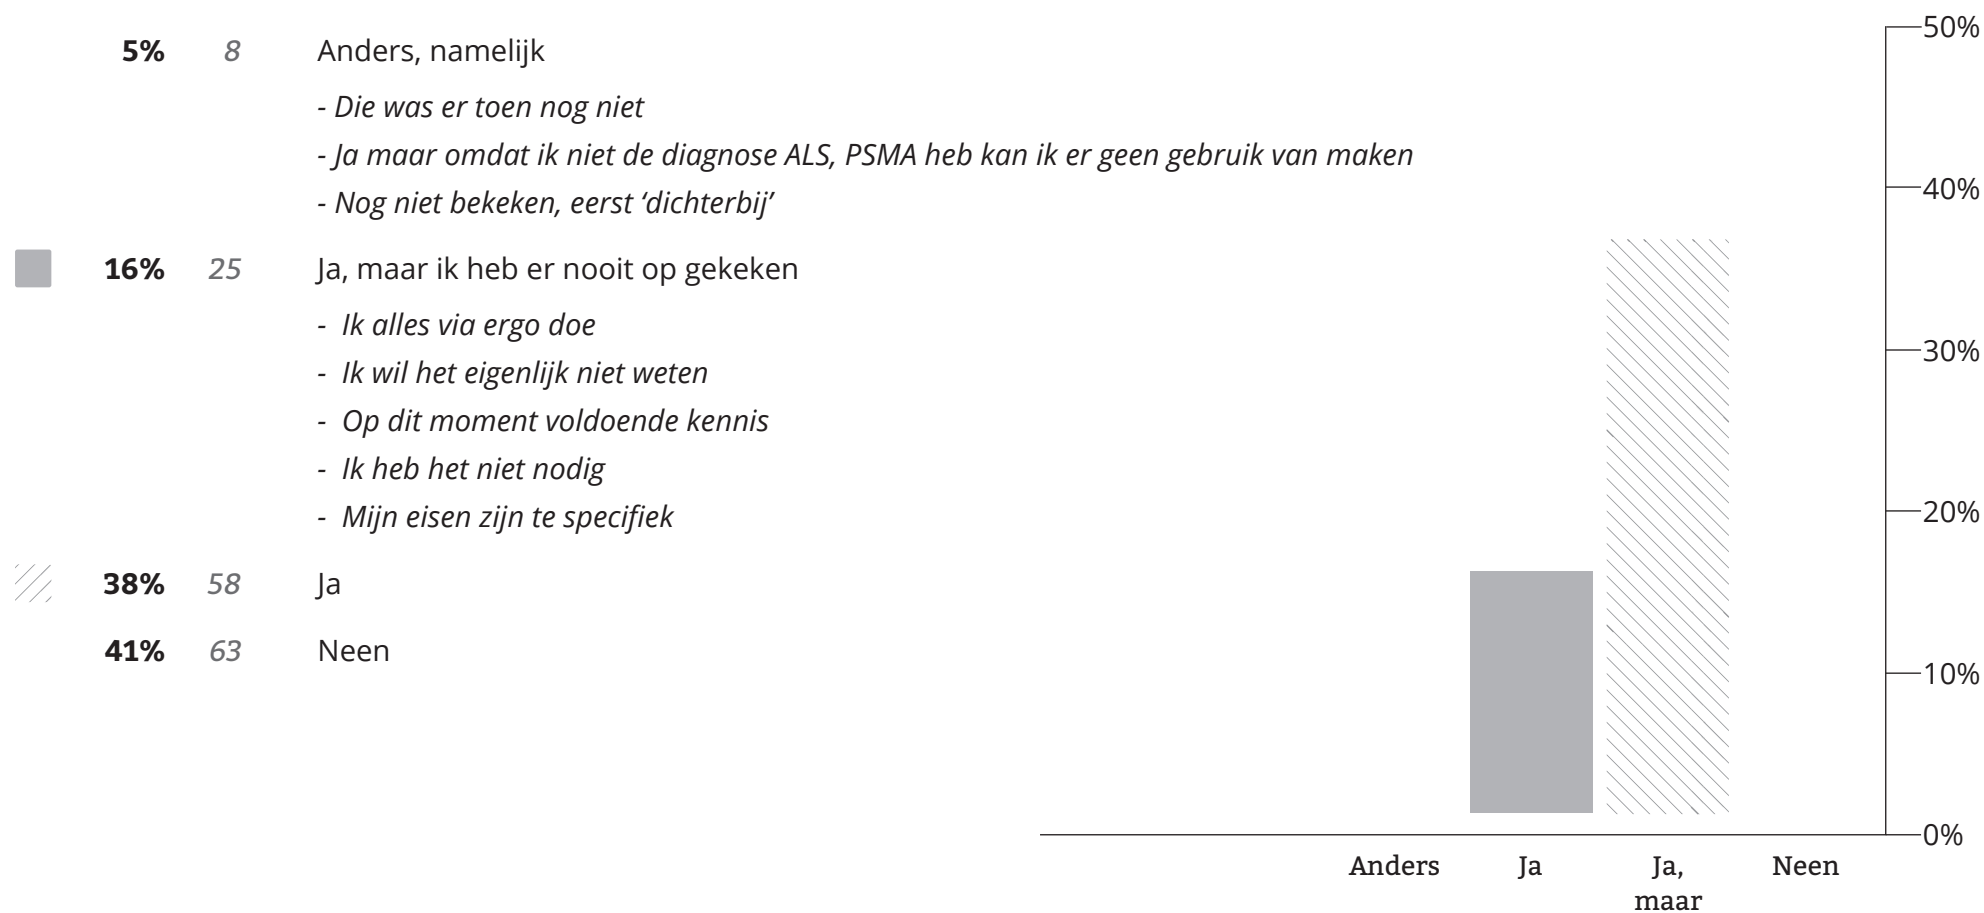 5% 8 Anders, namelijk
- Die was er toen nog niet
- Ja maar omdat ik niet de diagnose ALS, PSMA heb kan ik er geen gebruik van maken
- Nog niet bekeken, eerst ‘dichterbij’
16% 25 Ja, maar ik heb er nooit op gekeken
- Ik alles via ergo doe
- Ik wil het eigenlijk niet weten
- Op dit moment voldoende kennis
- Ik heb het niet nodig
- Mijn eisen zijn te specifiek
38% 58 Ja
41% 63 Neen
50%
40%
30%
20%
10%
0%
Anders Ja Ja, Neen
maar